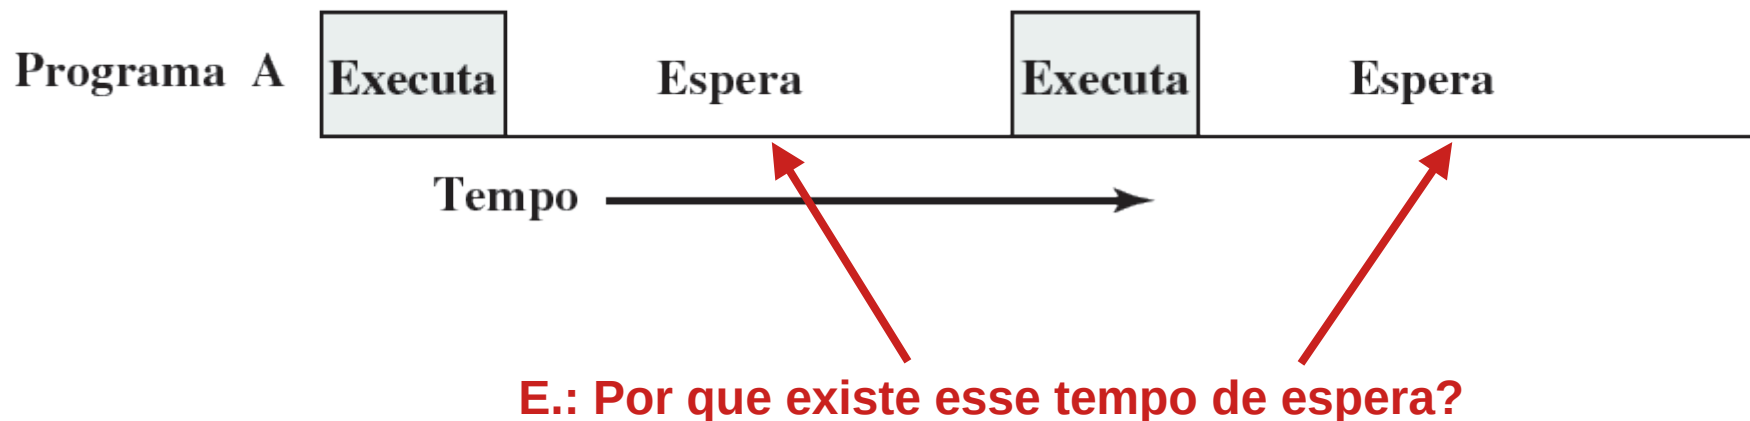 Programa A Executa Espera Executa Espera
Tempo
E.: Por que existe esse tempo de espera?